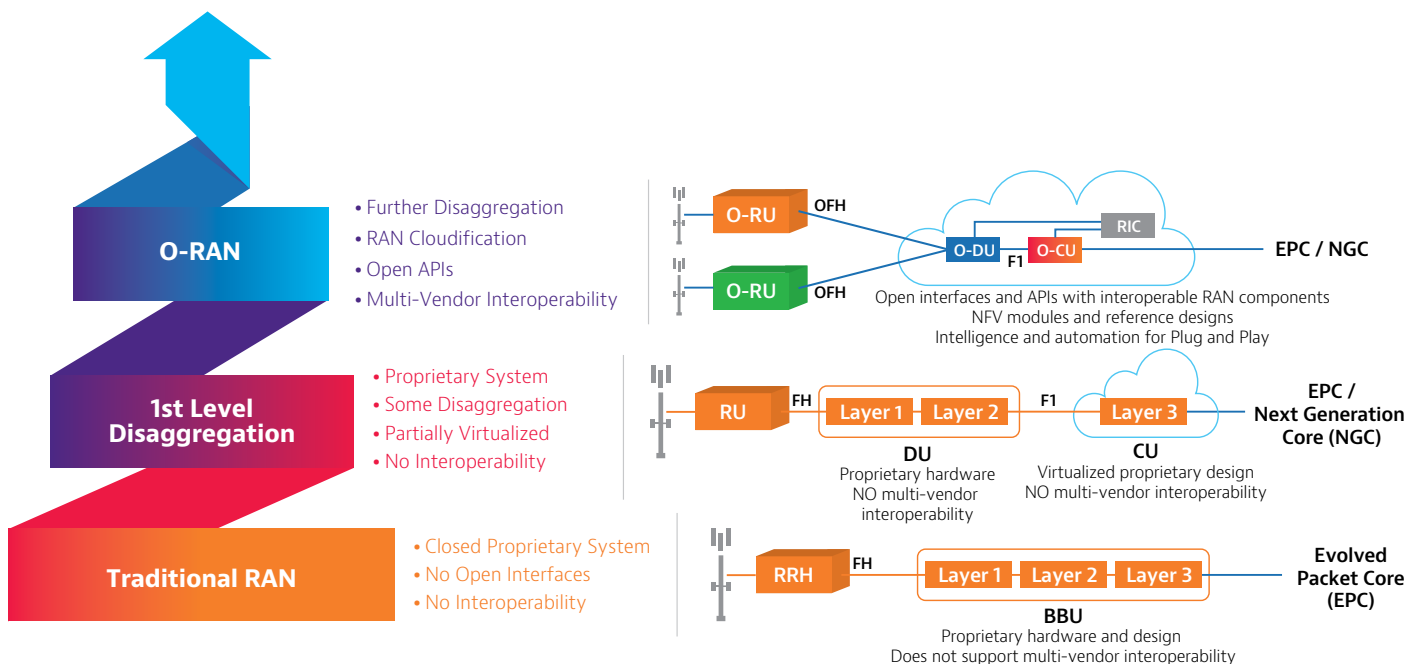 O-RAN
• Further Disaggregation
• RAN Cloudification
• Open APIs
• Multi-Vendor Interoperability
O-RU
OFH
O-RU
OFH
O-DU
F1
O-CU
RIC
EPC / NGC
Open interfaces and APIs with interoperable RAN components
NFV modules and reference designs
Intelligence and automation for Plug and Play
1st Level
Disaggregation
• Proprietary System
• Some Disaggregation
• Partially Virtualized
• No Interoperability
RU
FH
Layer 1
Layer 2
DU
Proprietary hardware
NO multi-vendor
interoperability
F1
Layer 3
CU
Virtualized proprietary design
NO multi-vendor interoperability
EPC /
Next Generation
Core (NGC)
Traditional RAN
• Closed Proprietary System
• No Open Interfaces
• No Interoperability
RRH
FH
Layer 1
Layer 2
Layer 3
BBU
Proprietary hardware and design
Does not support multi-vendor interoperability
Evolved
Packet Core
(EPC)